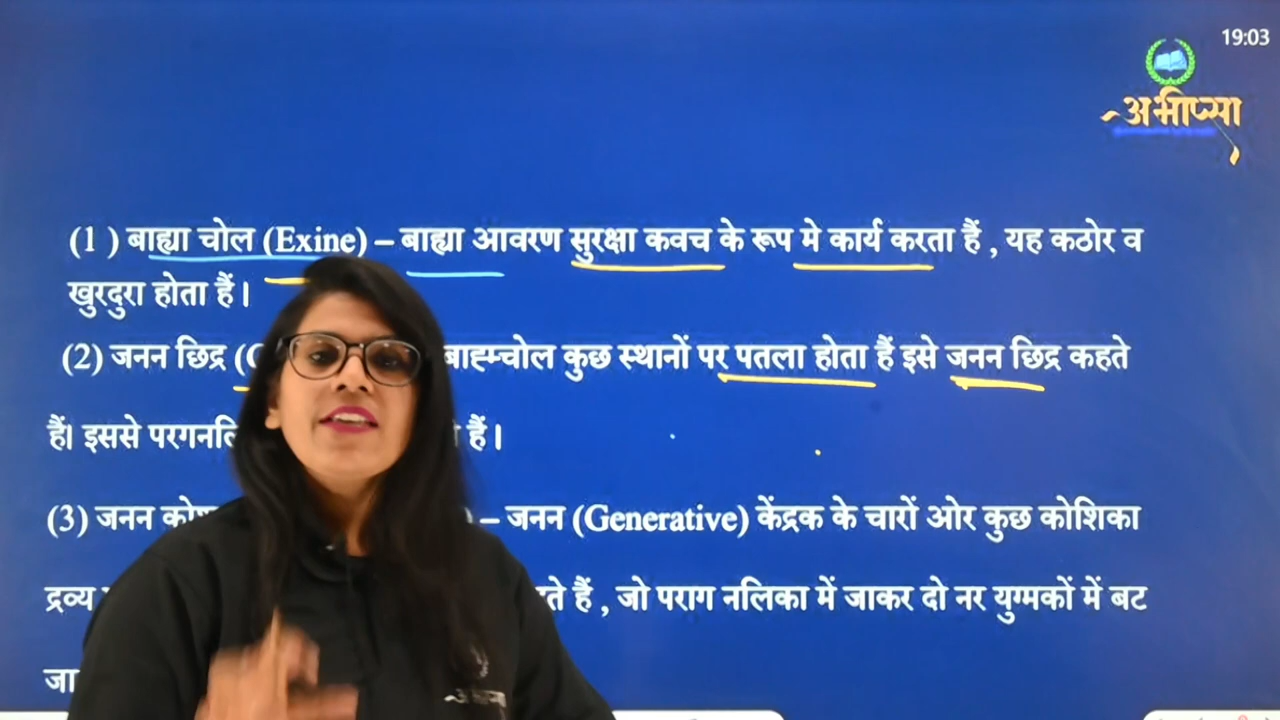 19:03
अभीप्सा
(1 ) बाह्या चोल (Exine) – बाह्या आवरण सुरक्षा कवच के रूप मे कार्य करता हैं , यह कठोर व
खुरदुरा होता हैं ।
(2) जनन छिद्र बाह्म्चोल कुछ स्थानों पर पतला होता हैं इसे जनन छिद्र कहते
हैं। इससे हैं ।
(3) जनन – जनन (Generative) केंद्रक के चारों ओर कुछ कोशिका
द्रव्य हैं , जो पराग नलिका में जाकर दो नर युग्मकों में बट